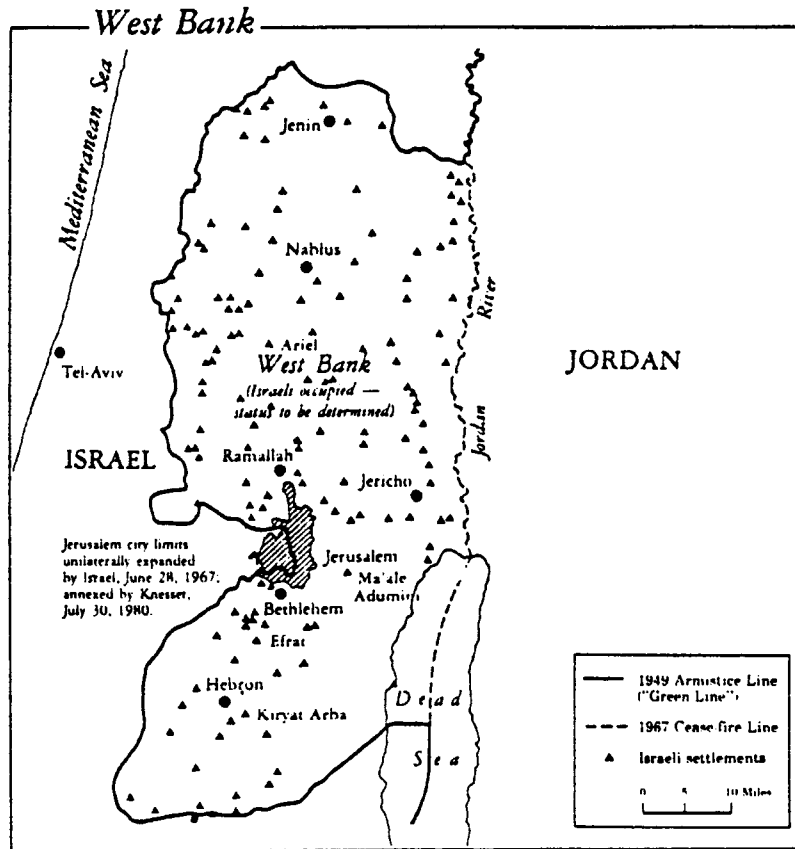 West Bank
Mediterranean Sea
Jenin
Nablus
River
Ariel
Tel-Aviv
West Bank
(Israeli occupied —
status to be determined)
JORDAN
Jordan
ISRAEL
Ramallah
Jericho
Jerusalem city limits
unilaterally expanded
by Israel, June 28, 1967;
annexed by Knesset,
July 30, 1980.
Jerusalem
Ma'ale
Adumim
Bethlehem
Efrat
Hebron
Kiryat Arba
Dead
Sea
1949 Armistice Line
("Green Line")
1967 Cease-fire Line
Israeli settlements
0 5 10 Miles